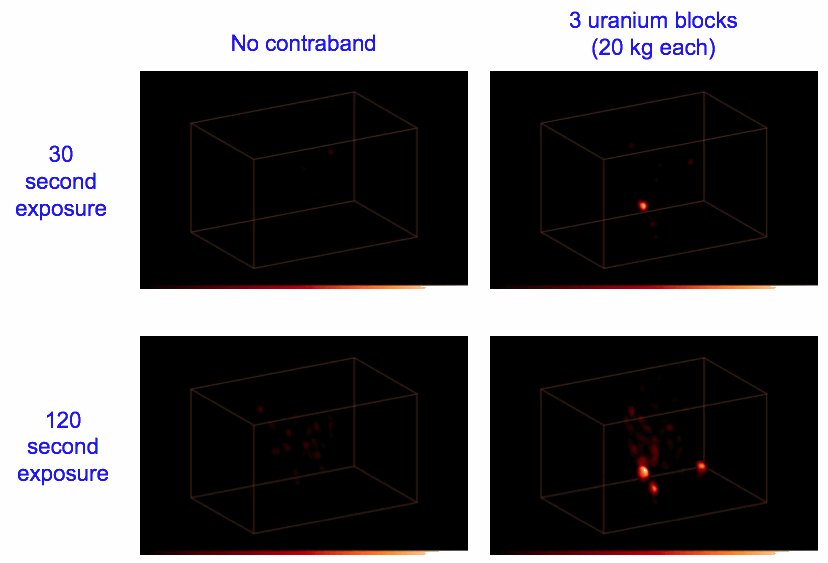 No contraband
3 uranium blocks
(20 kg each)
30
second
exposure
120
second
exposure